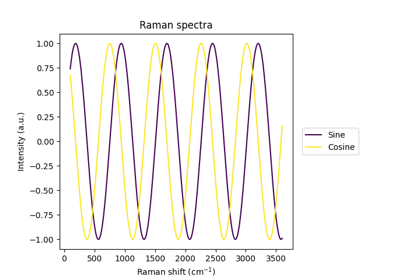 Raman spectra
1.00
0.75
0.50
0.25
0.00
−0.25
−0.50
−0.75
−1.00
Intensity (a.u.)
0 500 1000 1500 2000 2500 3000 3500
Raman shift (cm⁻¹)
Sine
Cosine